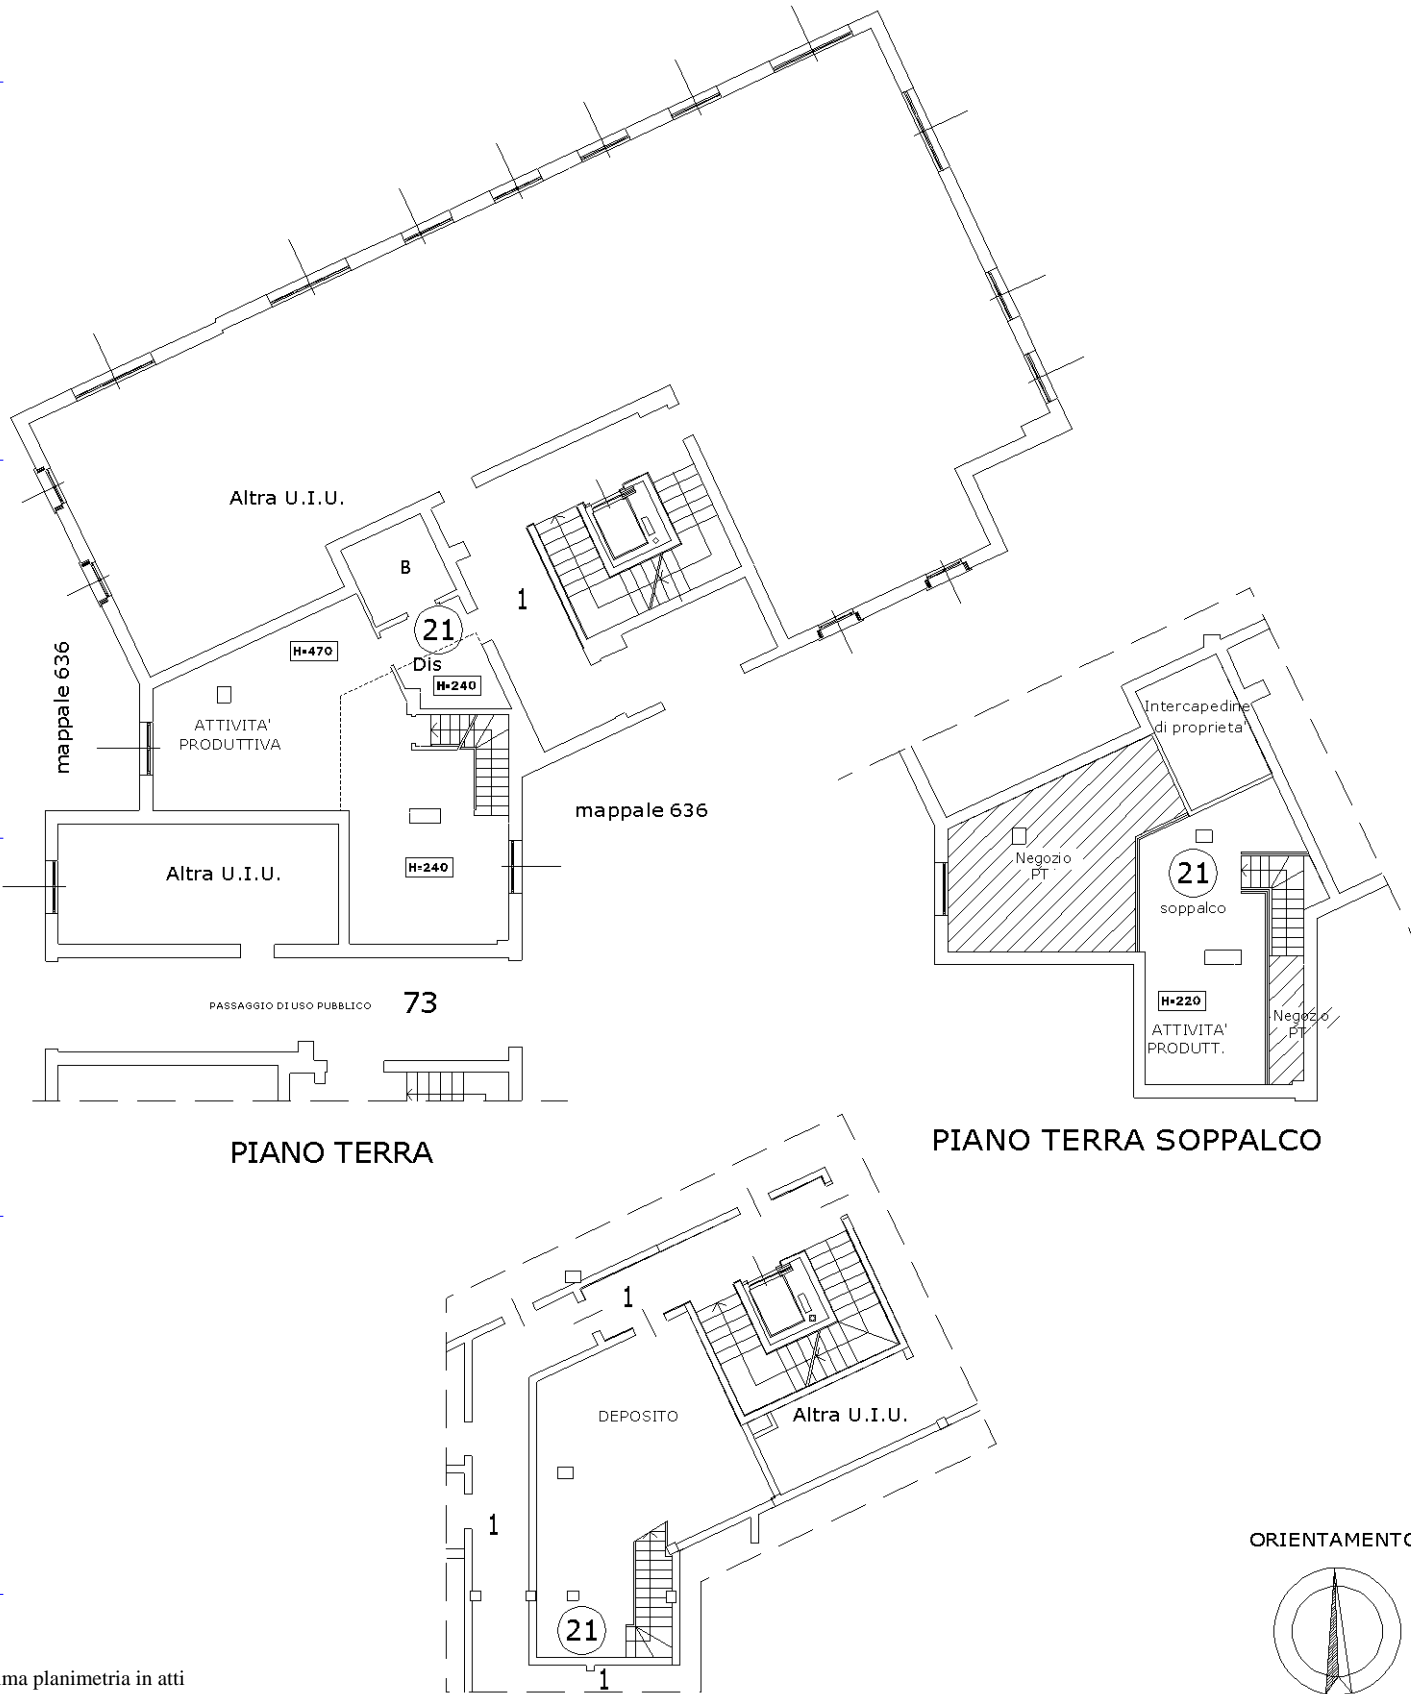 Altra U.I.U.
B
1
21
H=470
Dis
H=240
mappale 636
ATTIVITA'
PRODUTTIVA
mappale 636
H=240
Altra U.I.U.
PASSAGGIO DI USO PUBBLICO
73
PIANO TERRA
Intercapedine
di proprieta'
Negozio
PT
21
soppalco
H=220
ATTIVITA'
PRODUTT.
Negozio
PT
PIANO TERRA SOPPALCO
1
DEPOSITO
Altra U.I.U.
1
21
1
ORIENTAMENTO
ma planimetria in atti